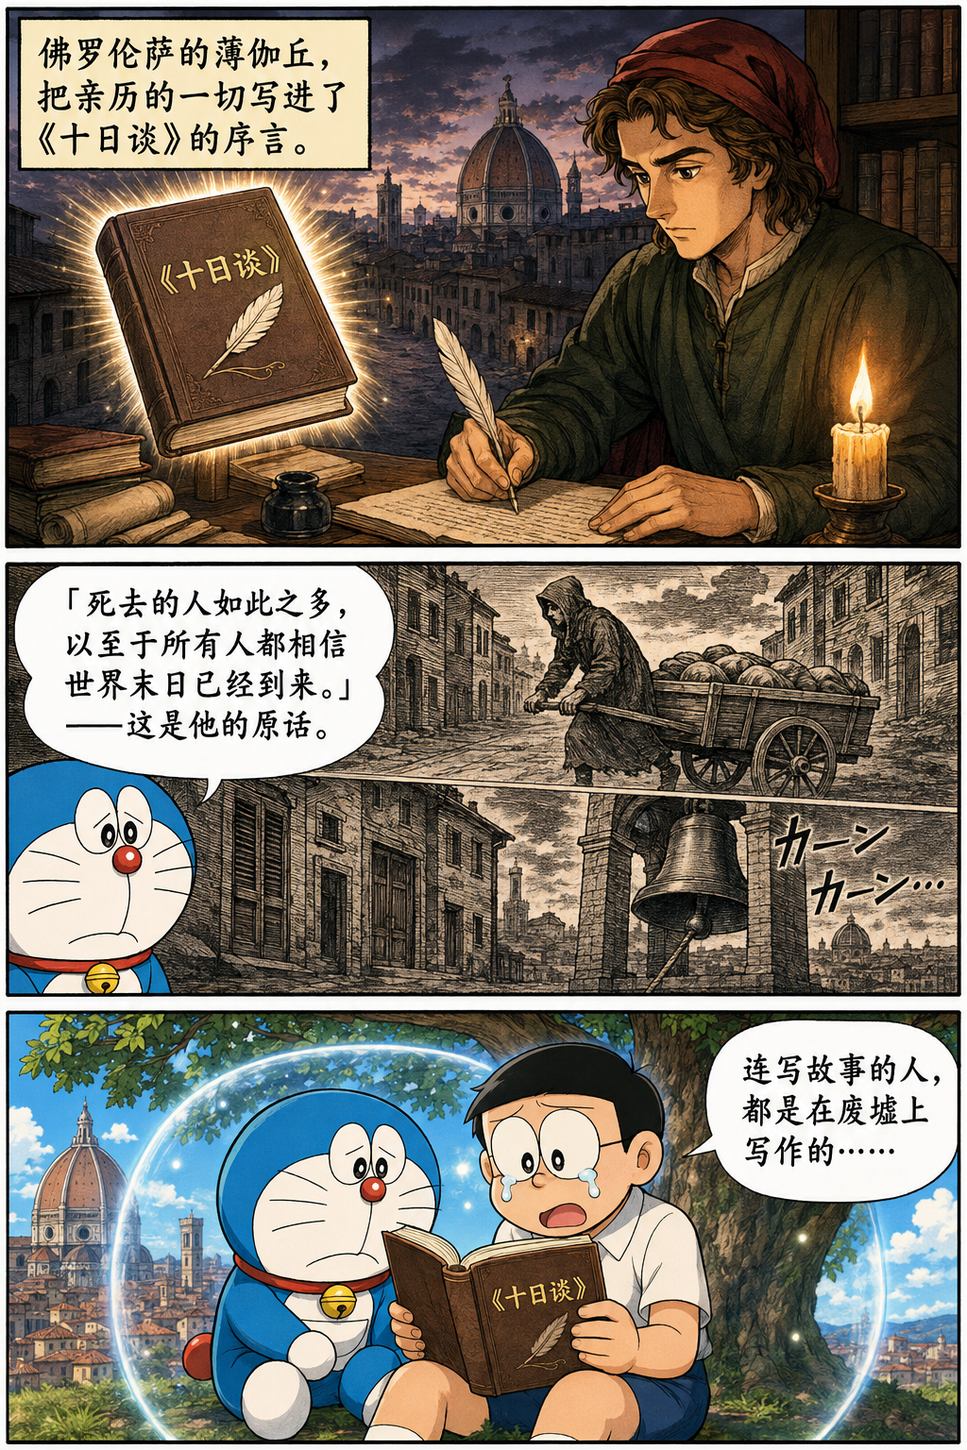 佛罗伦萨的薄伽丘，
把亲历的一切写进了
《十日谈》的序言。
《十日谈》
「死去的人如此之多，
以至于所有人都相信
世界末日已经到来。」
——这是他的原话。
カーン
カーン…
连写故事的人，
都是在废墟上
写作的……
《十日谈》